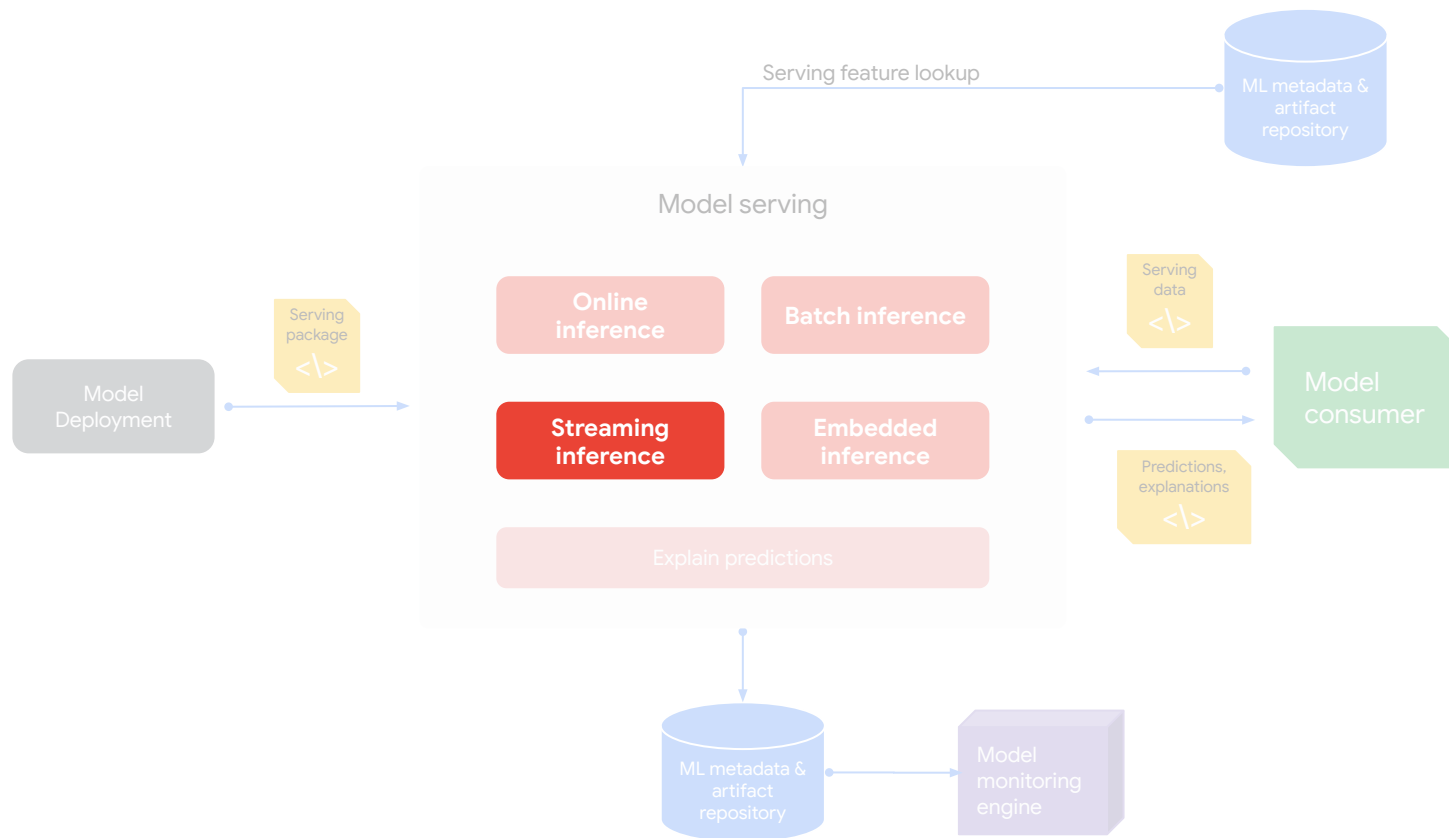 Serving feature lookup
ML metadata &
artifact
repository
Model serving
Online
inference
Batch inference
Streaming
inference
Embedded
inference
Explain predictions
Serving
package
</\>
Model
Deployment
Serving
data
</\>
Model
consumer
Predictions,
explanations
</\>
ML metadata &
artifact
repository
Model
monitoring
engine